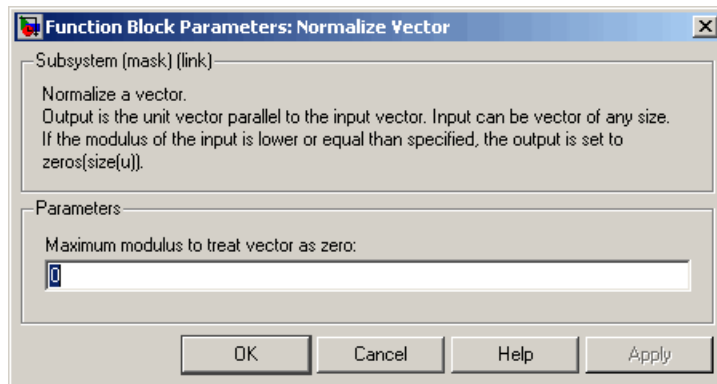 Function Block Parameters: Normalize Vector
Subsystem (mask) (link)
Normalize a vector.
Output is the unit vector parallel to the input vector. Input can be vector of any size.
If the modulus of the input is lower or equal than specified, the output is set to
zeros(size(u)).
Parameters
Maximum modulus to treat vector as zero:
0
OK Cancel Help Apply